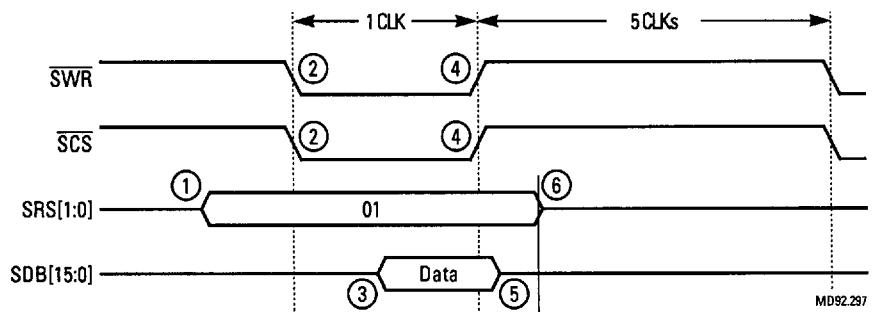 1 CLK 5 CLKs
SWR 2 4
SCS 2 4
1 6
SRS[1:0] 01
SDB[15:0] Data
3 5
MD92.297